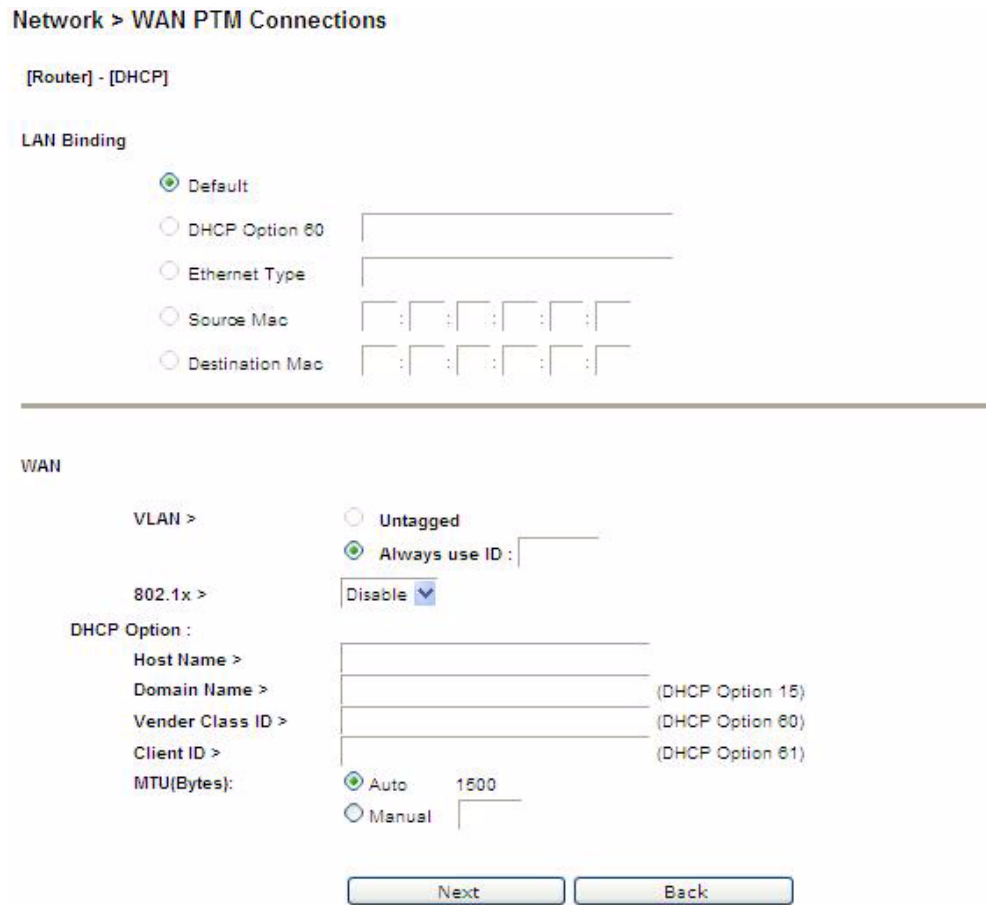 Network > WAN PTM Connections
[Router] - [DHCP]
LAN Binding
Default
DHCP Option 60
Ethernet Type
Source Mac : : : : :
Destination Mac : : : : :
WAN
VLAN > Untagged
Always use ID :
802.1x > Disable
DHCP Option :
Host Name >
Domain Name > (DHCP Option 15)
Vender Class ID > (DHCP Option 60)
Client ID > (DHCP Option 61)
MTU(Bytes): Auto 1500
Manual
Next Back